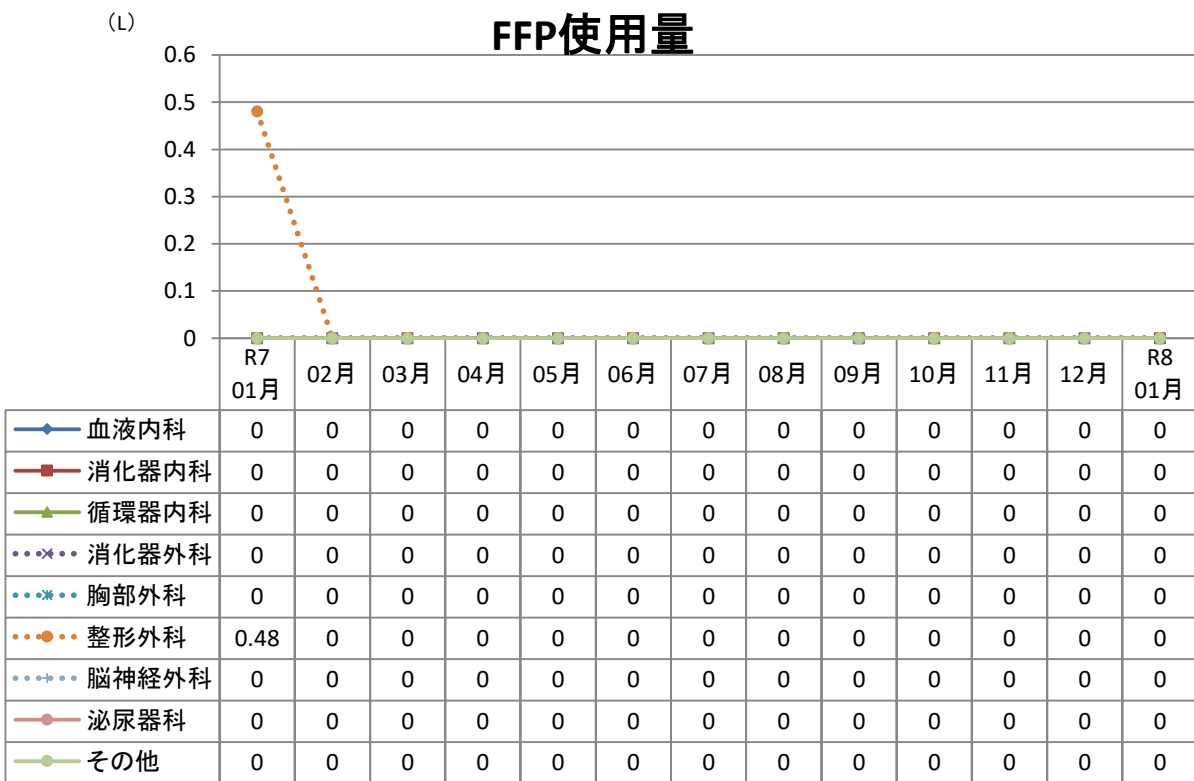 （L）
FFP使用量
0.6
0.5
0.4
0.3
0.2
0.1
0
R7 01月 02月 03月 04月 05月 06月 07月 08月 09月 10月 11月 12月 R8 01月
血液内科 0 0 0 0 0 0 0 0 0 0 0 0 0
消化器内科 0 0 0 0 0 0 0 0 0 0 0 0 0
循環器内科 0 0 0 0 0 0 0 0 0 0 0 0 0
消化器外科 0 0 0 0 0 0 0 0 0 0 0 0 0
胸部外科 0 0 0 0 0 0 0 0 0 0 0 0 0
整形外科 0.48 0 0 0 0 0 0 0 0 0 0 0 0
脳神経外科 0 0 0 0 0 0 0 0 0 0 0 0 0
泌尿器科 0 0 0 0 0 0 0 0 0 0 0 0 0
その他 0 0 0 0 0 0 0 0 0 0 0 0 0